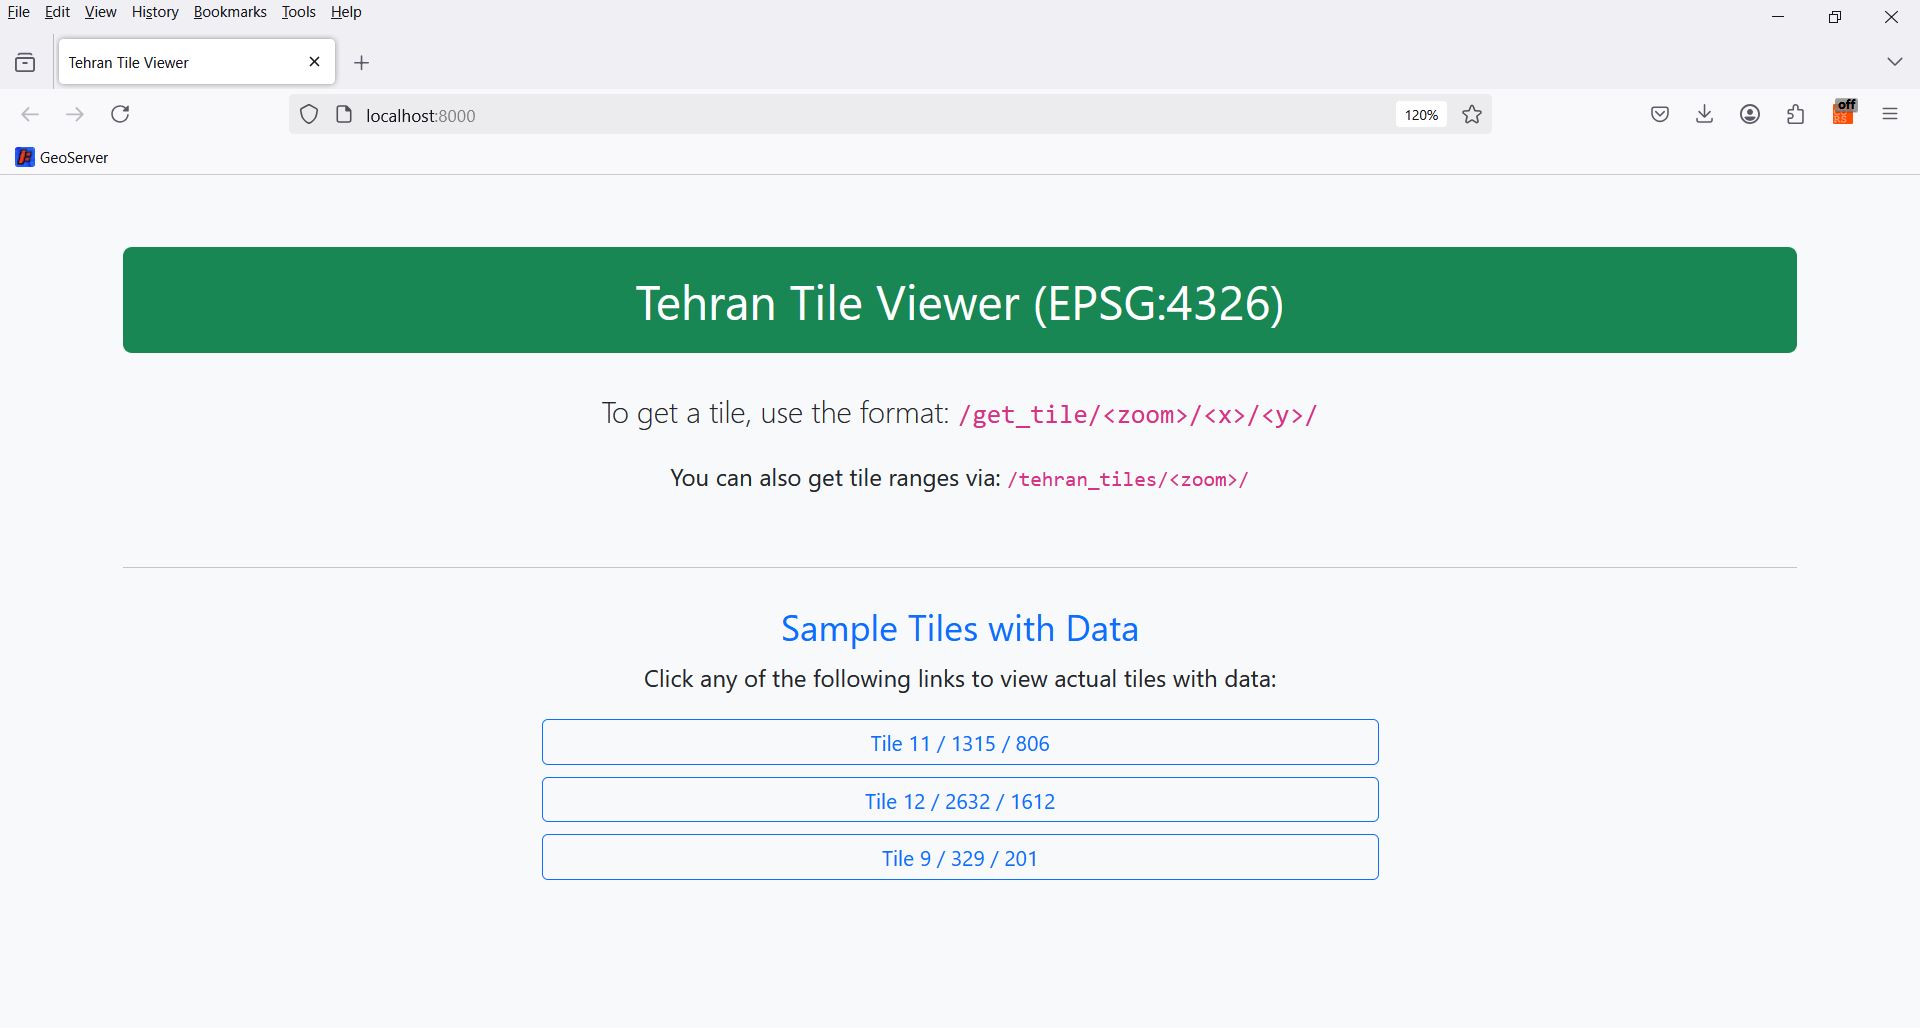 File Edit View History Bookmarks Tools Help
Tehran Tile Viewer
localhost:8000
120%
off
RS
GeoServer
Tehran Tile Viewer (EPSG:4326)
To get a tile, use the format: /get_tile/<zoom>/<x>/<y>/
You can also get tile ranges via: /tehran_tiles/<zoom>/
Sample Tiles with Data
Click any of the following links to view actual tiles with data:
Tile 11 / 1315 / 806
Tile 12 / 2632 / 1612
Tile 9 / 329 / 201